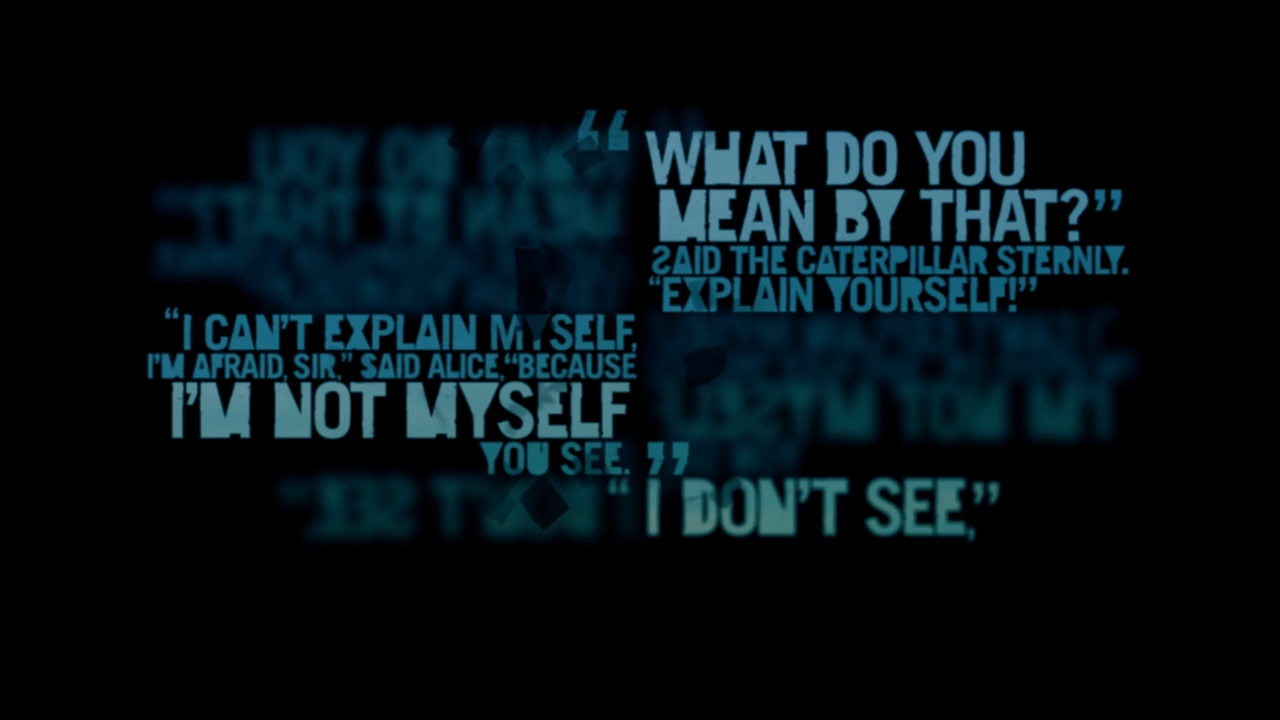 “WHAT DO YOU
MEAN BY THAT?”
SAID THE CATERPILLAR STERNLY.
“EXPLAIN YOURSELF!”
“I CAN’T EXPLAIN MYSELF,
I’M AFRAID, SIR,” SAID ALICE, “BECAUSE
I’M NOT MYSELF
YOU SEE.”
“I DON’T SEE,”